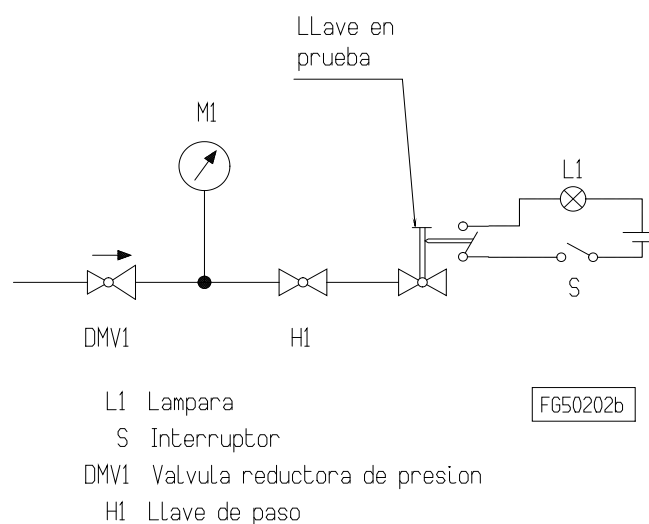 LLave en
prueba
M1
L1
S
DMV1
H1
L1 Lampara
FG50202b
S Interruptor
DMV1 Valvula reductora de presion
H1 Llave de paso